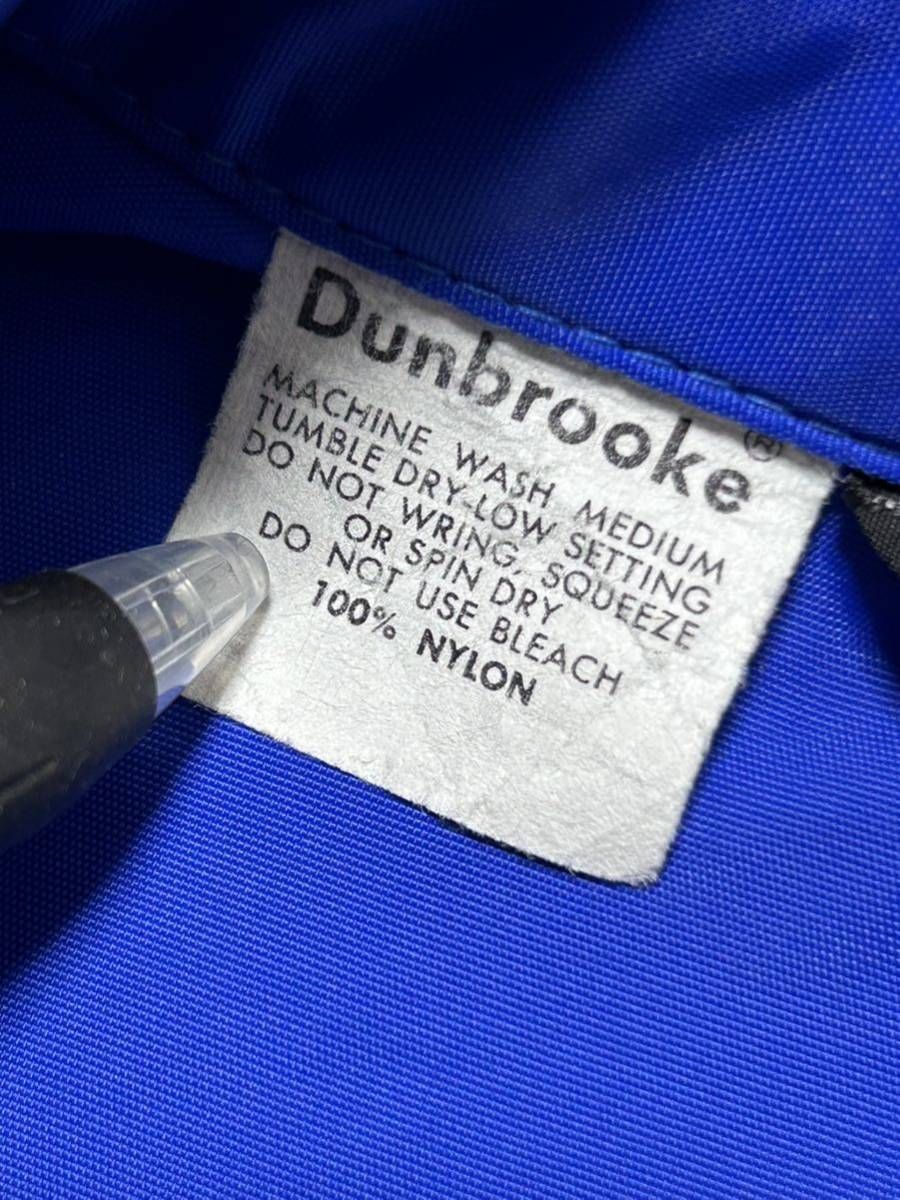 Dunbrooke®
MACHINE WASH MEDIUM
TUMBLE DRY-LOW SETTING
DO NOT WRING, SQUEEZE
OR SPIN DRY
DO NOT USE BLEACH
100% NYLON